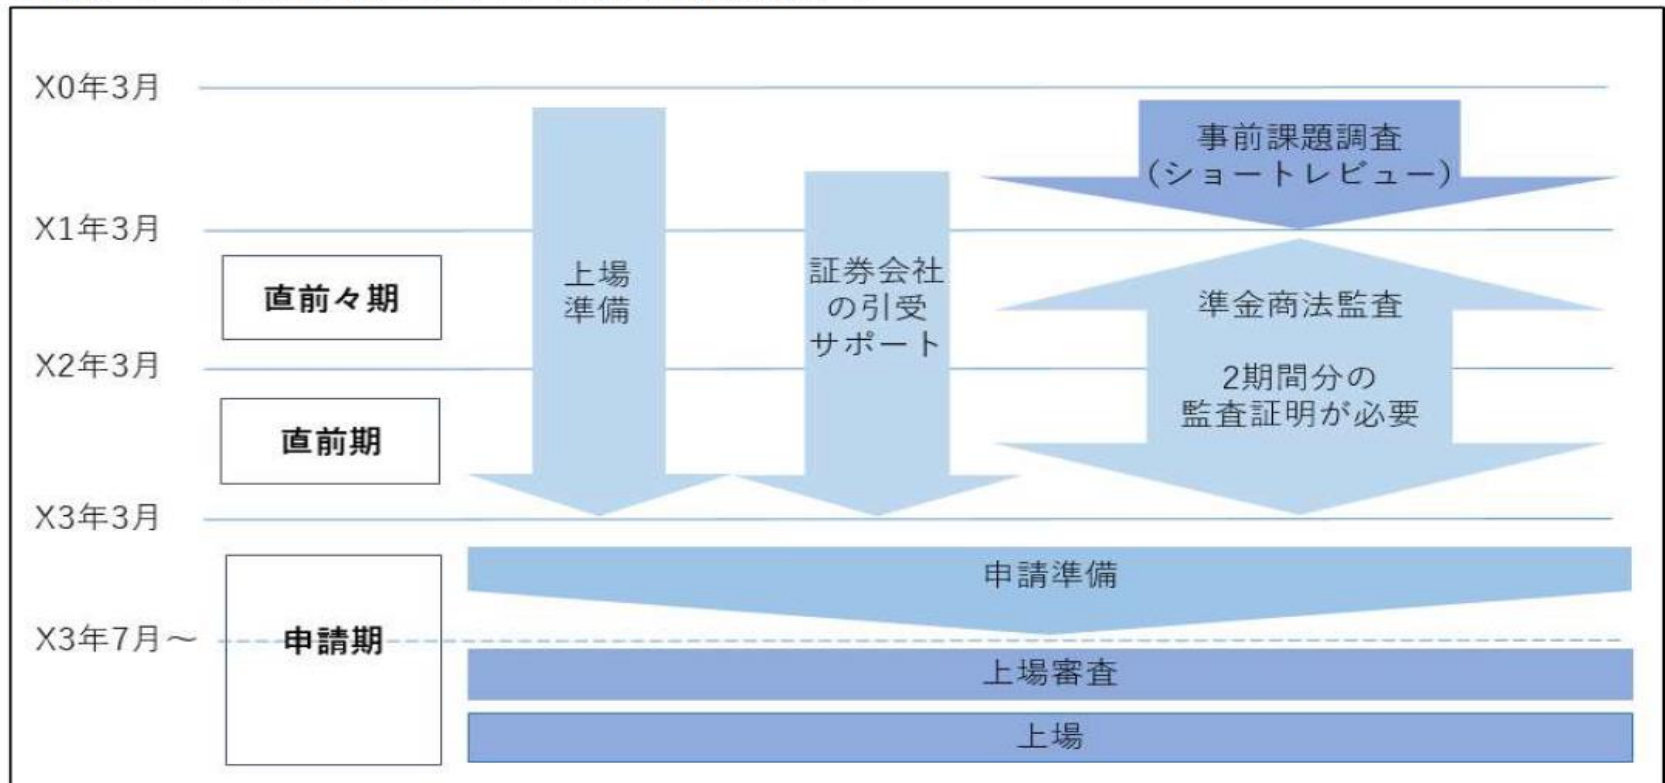 X0年3月
事前課題調査
（ショートレビュー）
X1年3月
直前々期
上場
準備
証券会社
の引受
サポート
準金商法監査
2期間分の
監査証明が必要
X2年3月
直前期
X3年3月
申請準備
X3年7月～
申請期
上場審査
上場